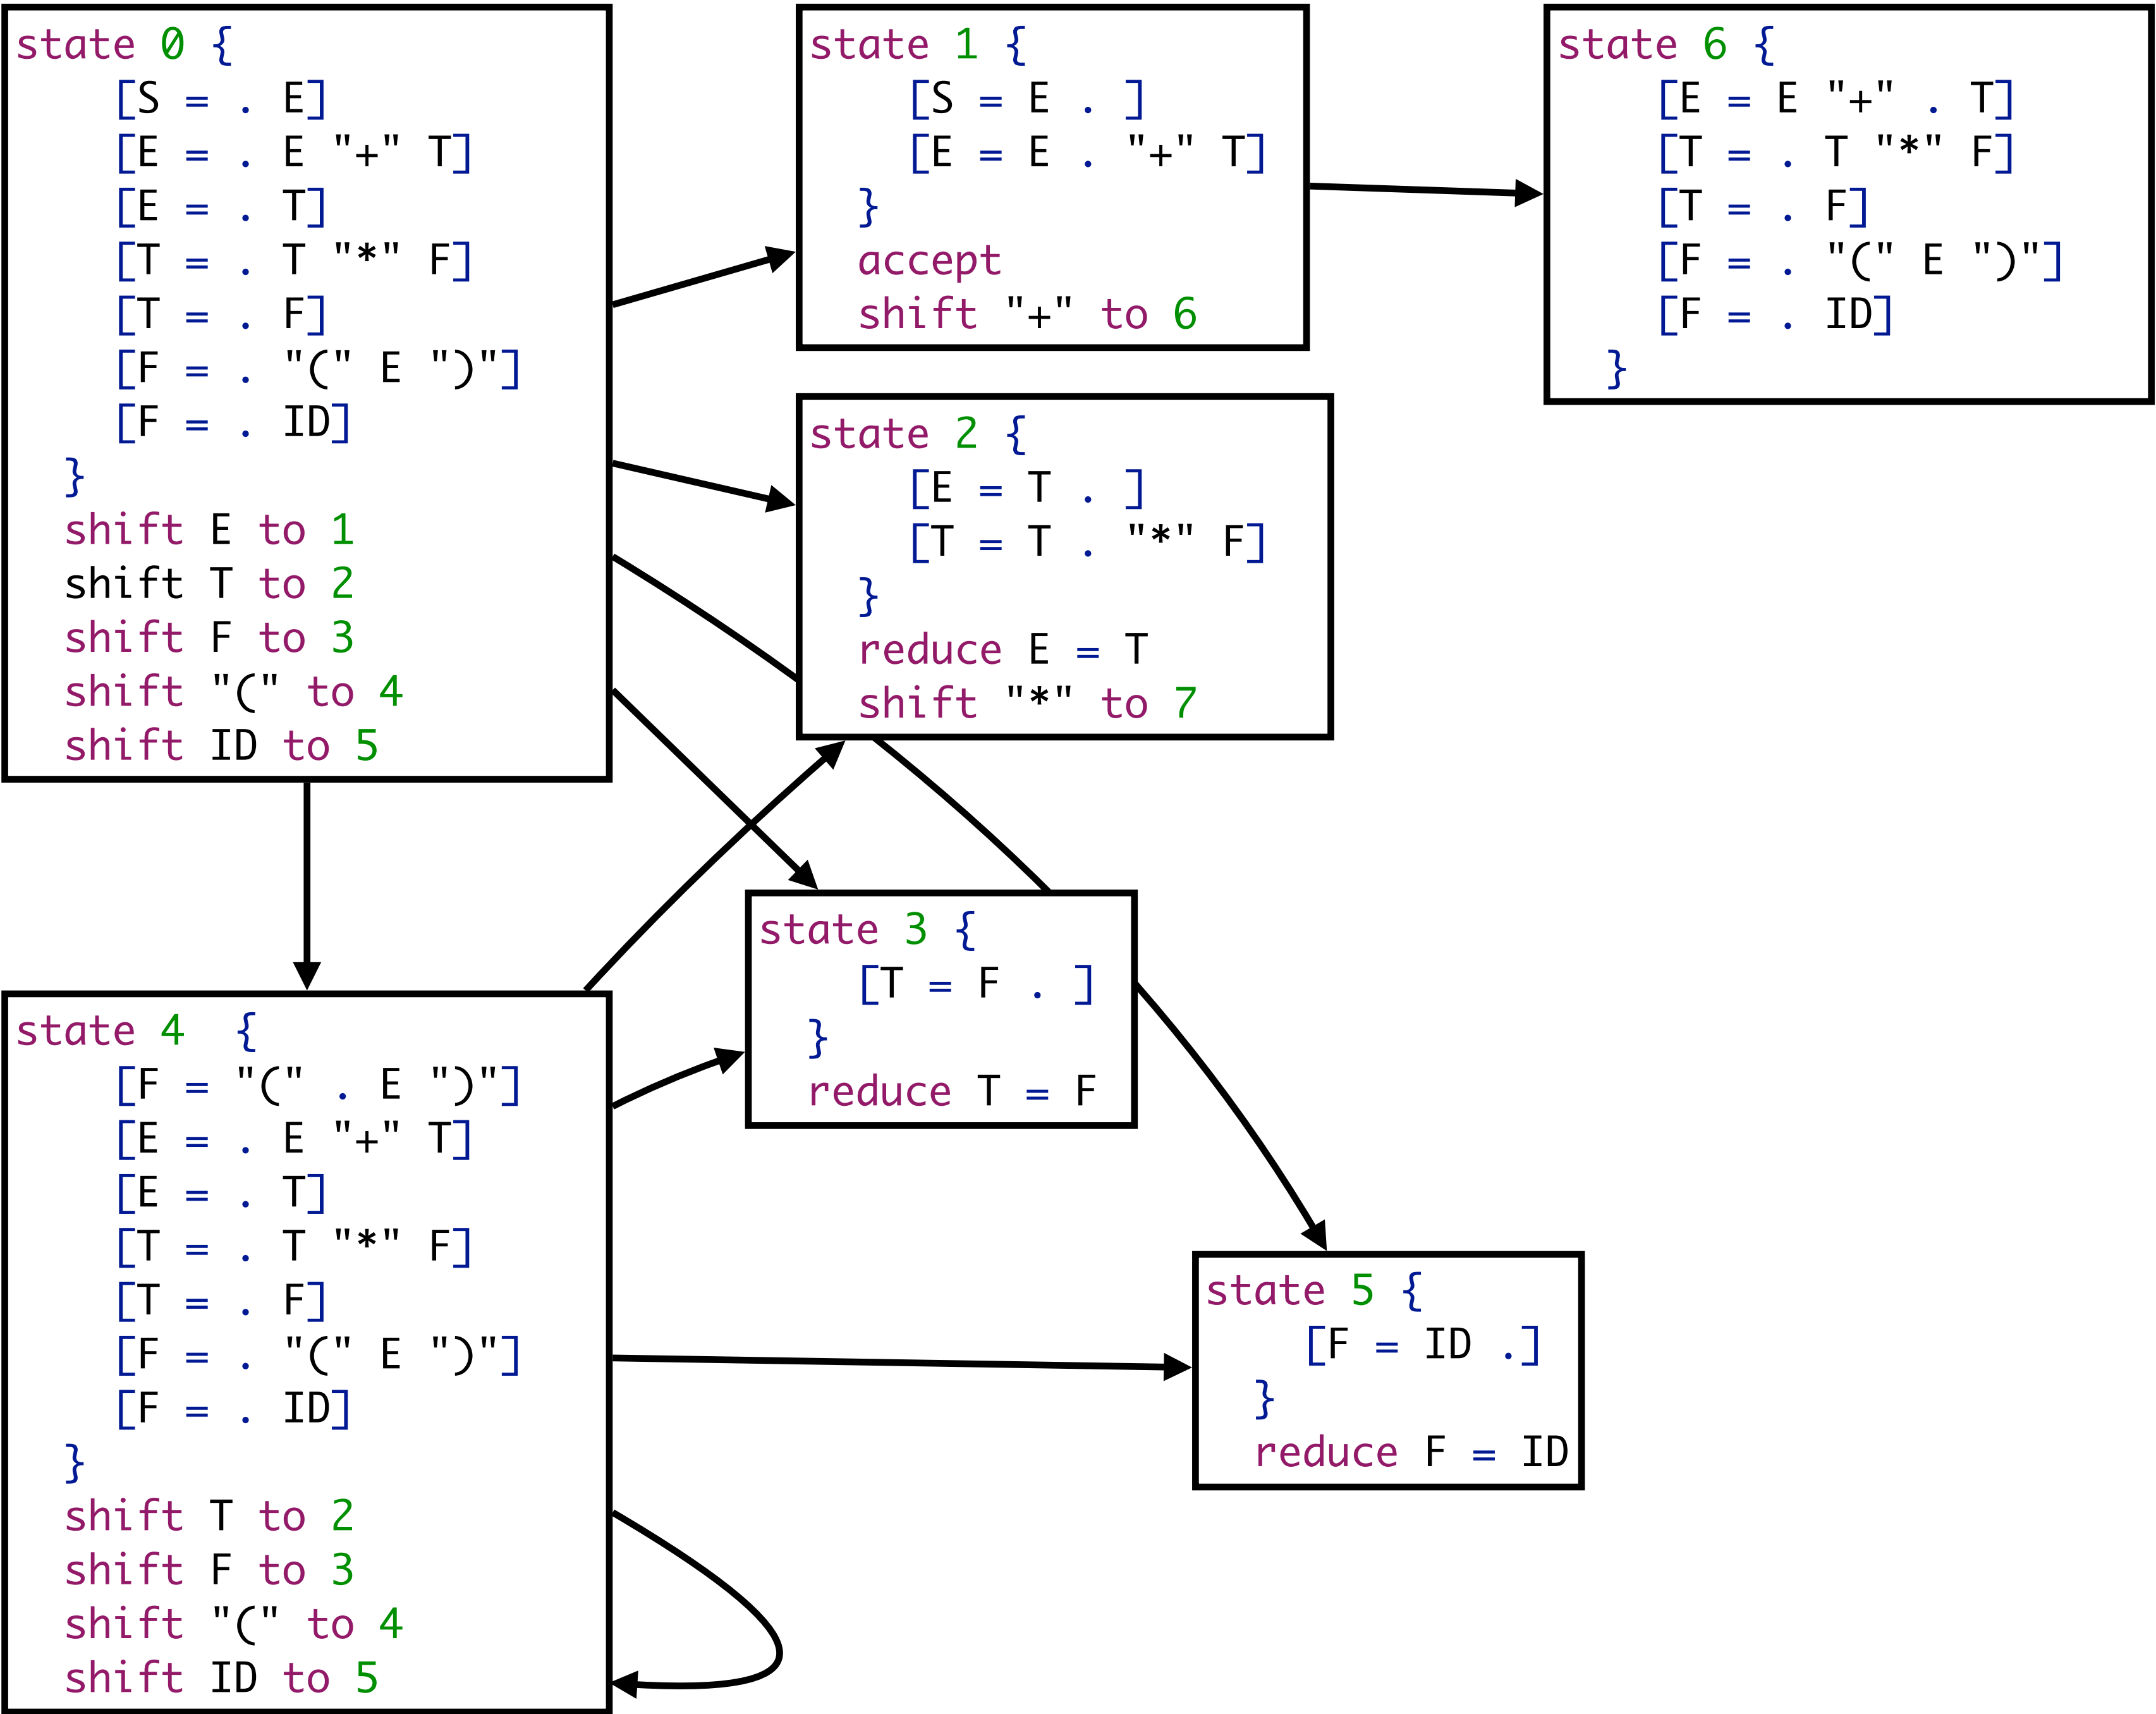 state 0 {
[S = . E]
[E = . E "+" T]
[E = . T]
[T = . T "*" F]
[T = . F]
[F = . "(" E ")"]
[F = . ID]
}
shift E to 1
shift T to 2
shift F to 3
shift "(" to 4
shift ID to 5
state 1 {
[S = E . ]
[E = E . "+" T]
}
accept
shift "+" to 6
state 6 {
[E = E "+" . T]
[T = . T "*" F]
[T = . F]
[F = . "(" E ")"]
[F = . ID]
}
state 2 {
[E = T . ]
[T = T . "*" F]
}
reduce E = T
shift "*" to 7
state 3 {
[T = F . ]
}
reduce T = F
state 4 {
[F = "(" . E ")"]
[E = . E "+" T]
[E = . T]
[T = . T "*" F]
[T = . F]
[F = . "(" E ")"]
[F = . ID]
}
shift T to 2
shift F to 3
shift "(" to 4
shift ID to 5
state 5 {
[F = ID .]
}
reduce F = ID